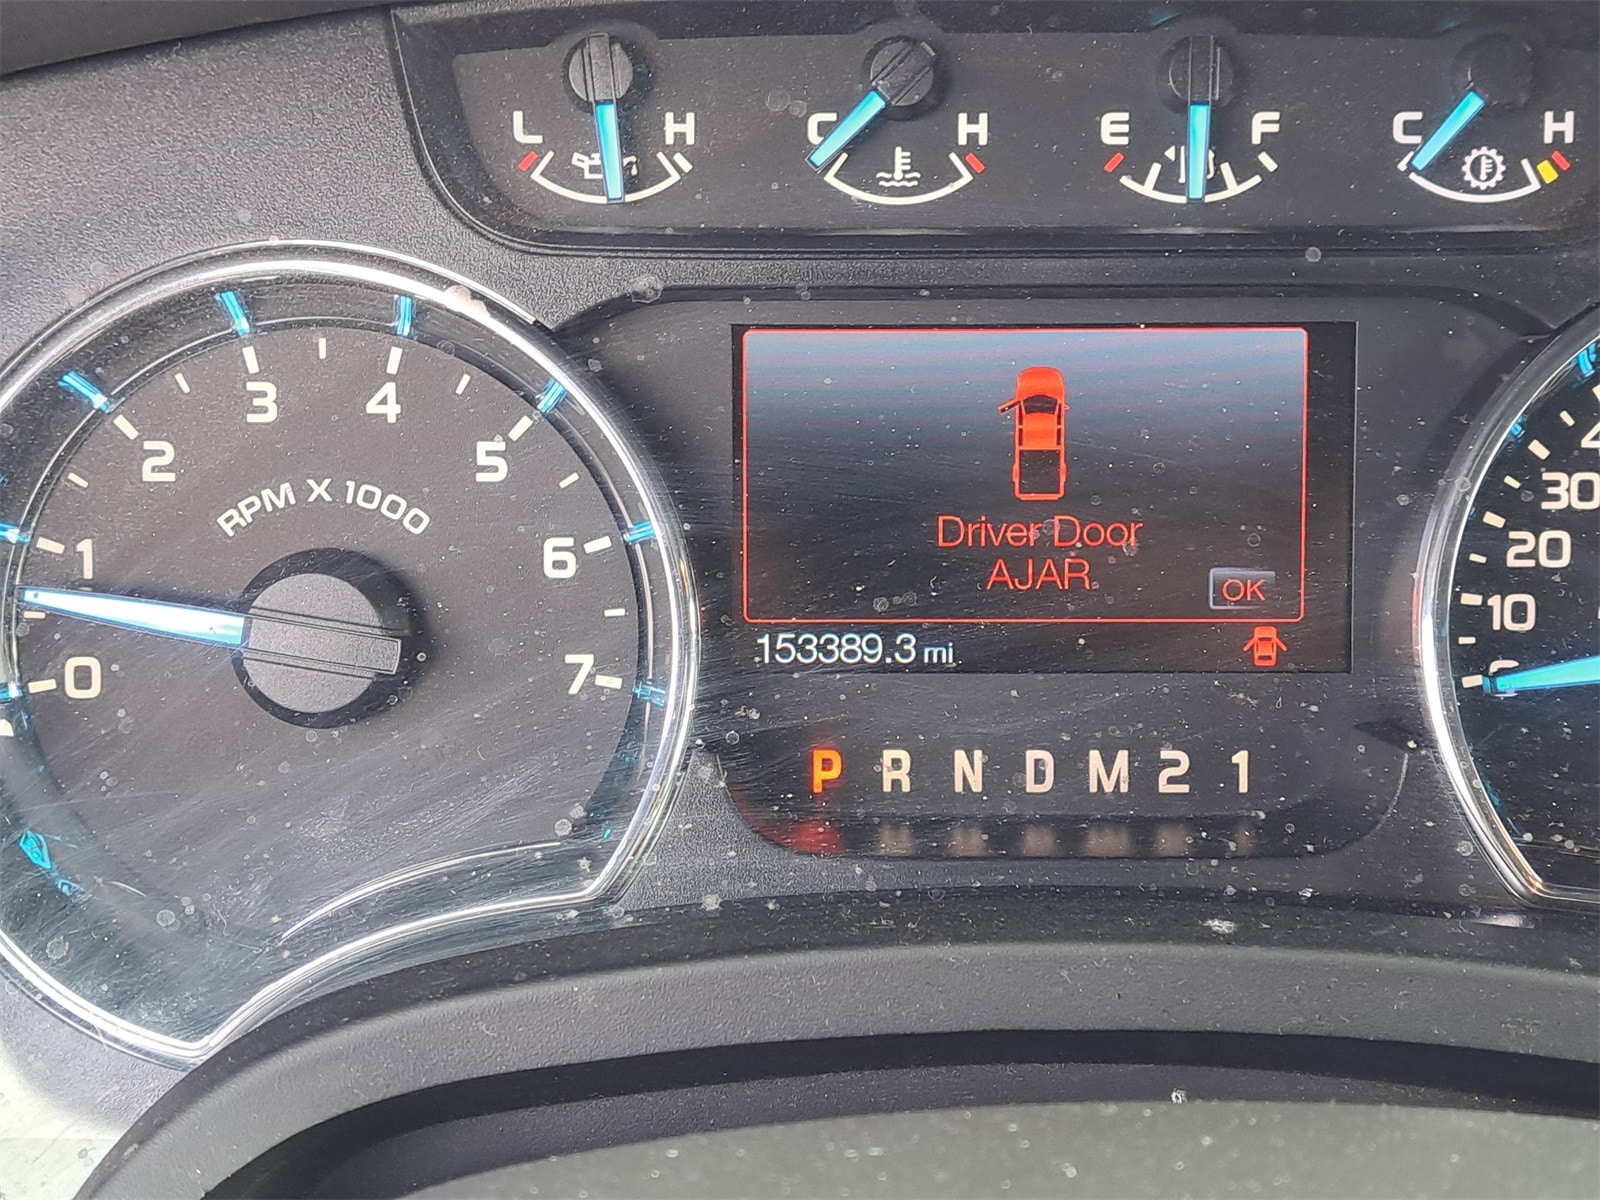 L H C H E F C H
0 1 2 3 4 5 6 7
RPM X 1000
Driver Door
AJAR
OK
153389.3 mi
P R N D M 2 1
30
20
10